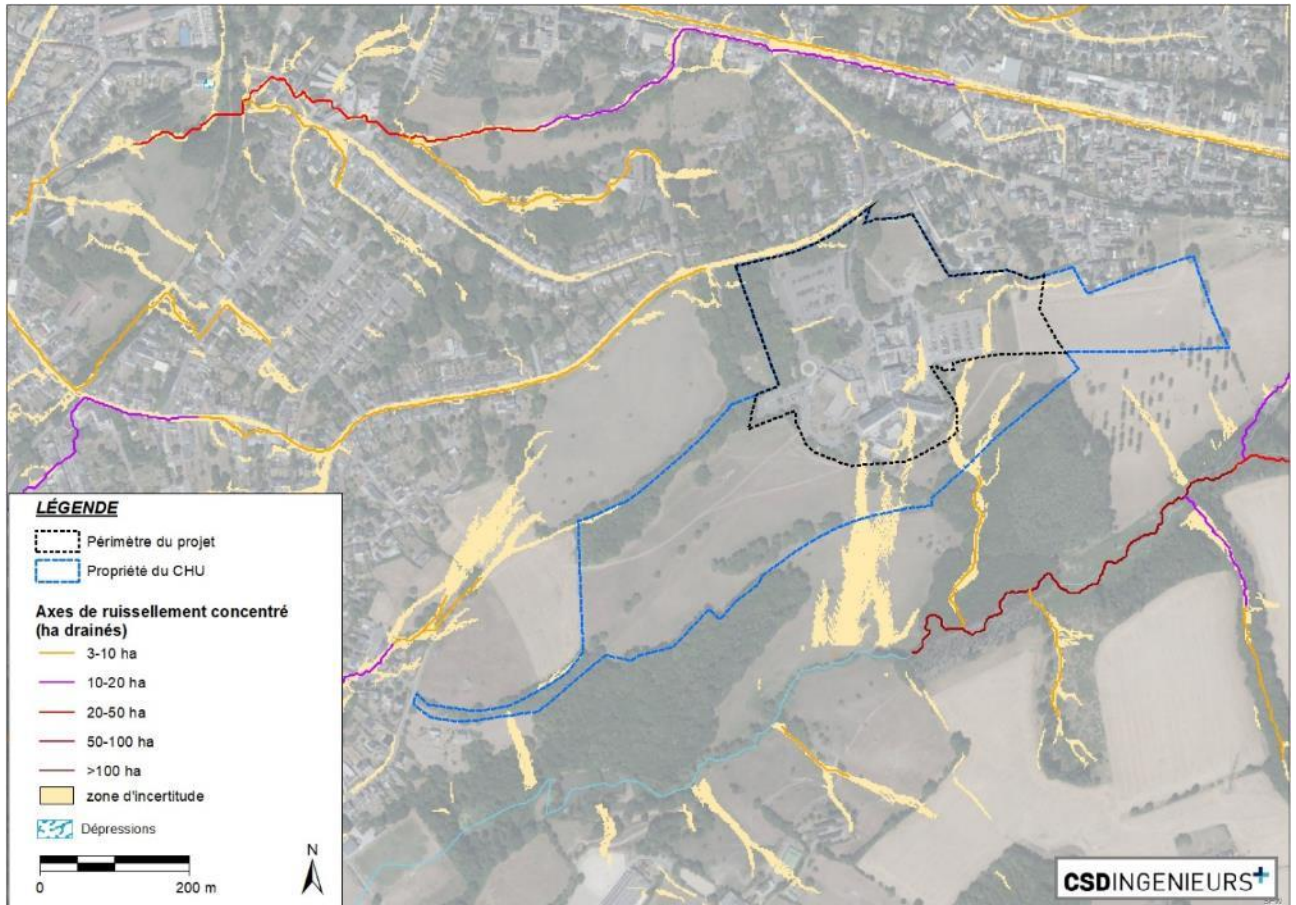 LÉGENDE
Périmètre du projet
Propriété du CHU
Axes de ruissellement concentré
(ha drainés)
3-10 ha
10-20 ha
20-50 ha
50-100 ha
>100 ha
zone d'incertitude
Dépressions
N
0 200 m
CSDINGENIEURS+